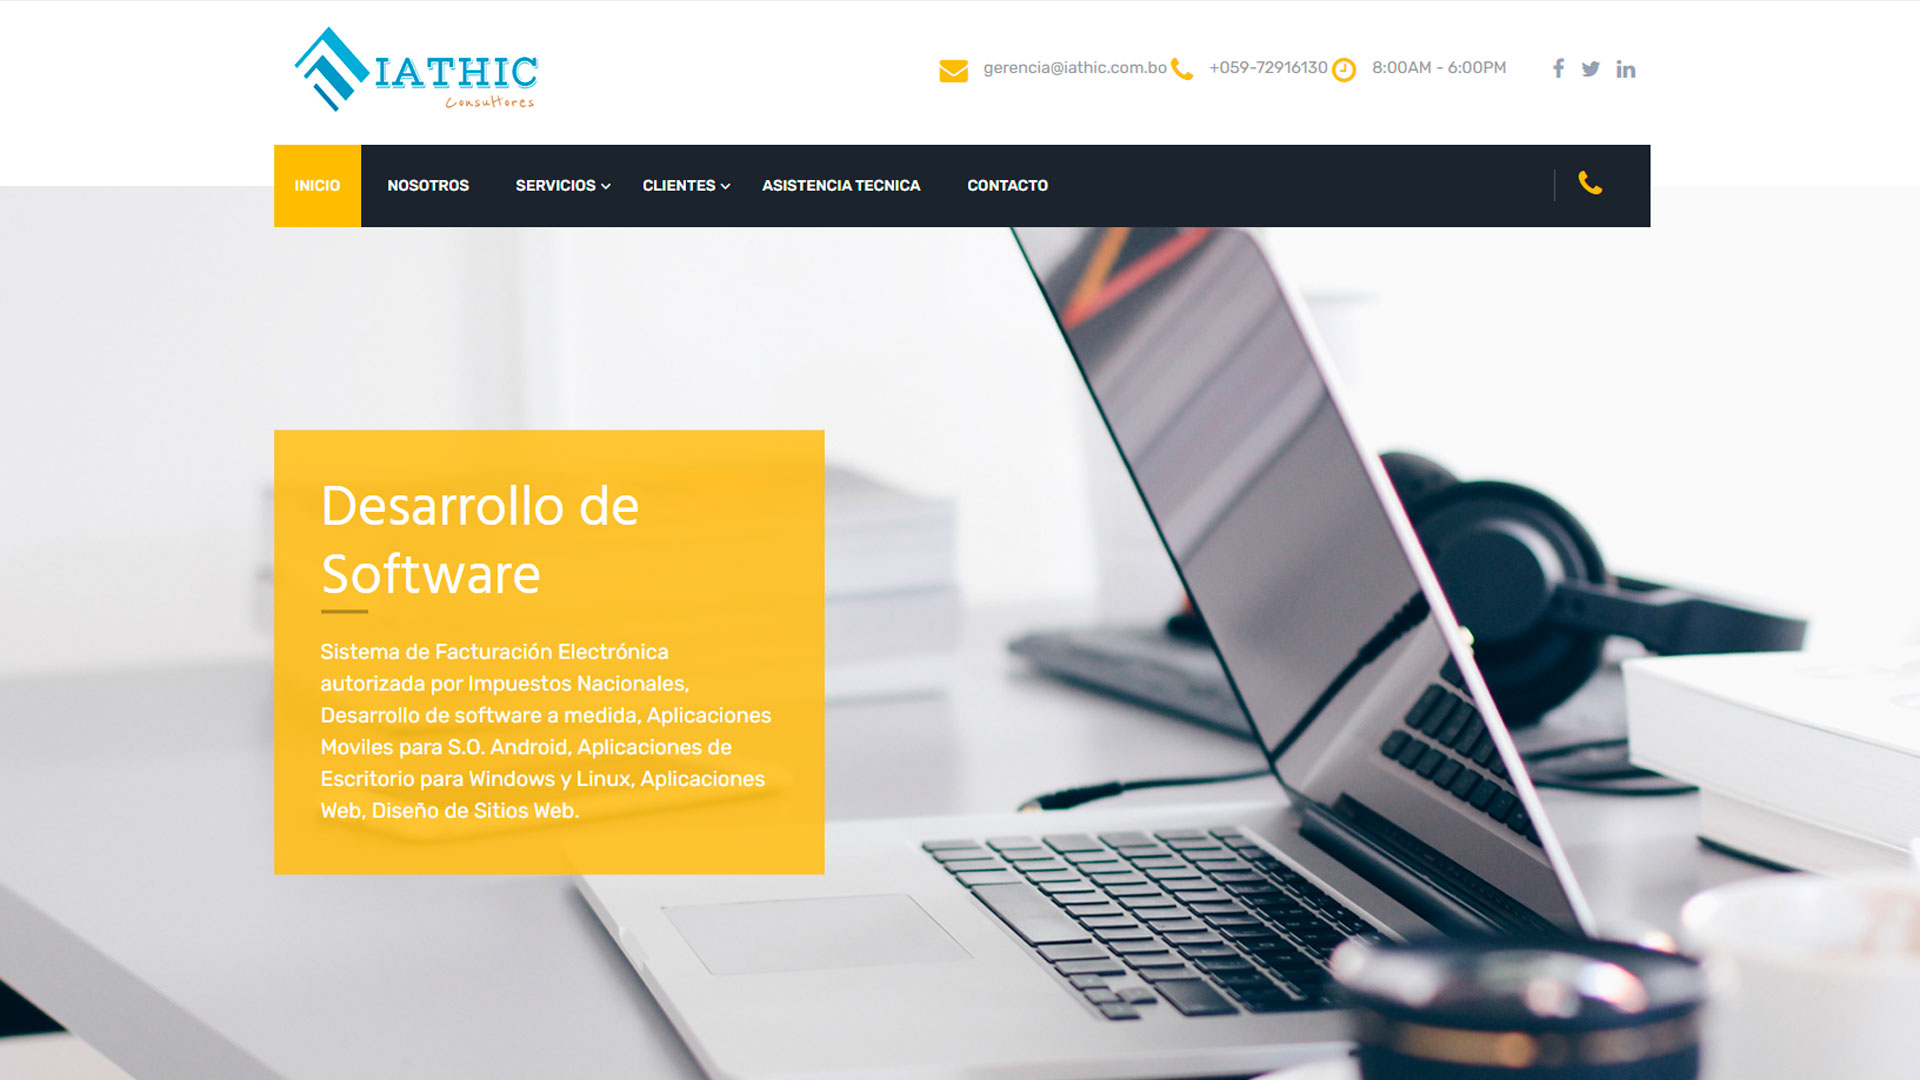 IATHIC
Consultores
gerencia@iathic.com.bo +059-72916130 8:00AM - 6:00PM
INICIO NOSOTROS SERVICIOS CLIENTES ASISTENCIA TECNICA CONTACTO
Desarrollo de
Software
Sistema de Facturación Electrónica
autorizada por Impuestos Nacionales,
Desarrollo de software a medida, Aplicaciones
Moviles para S.O. Android, Aplicaciones de
Escritorio para Windows y Linux, Aplicaciones
Web, Diseño de Sitios Web.